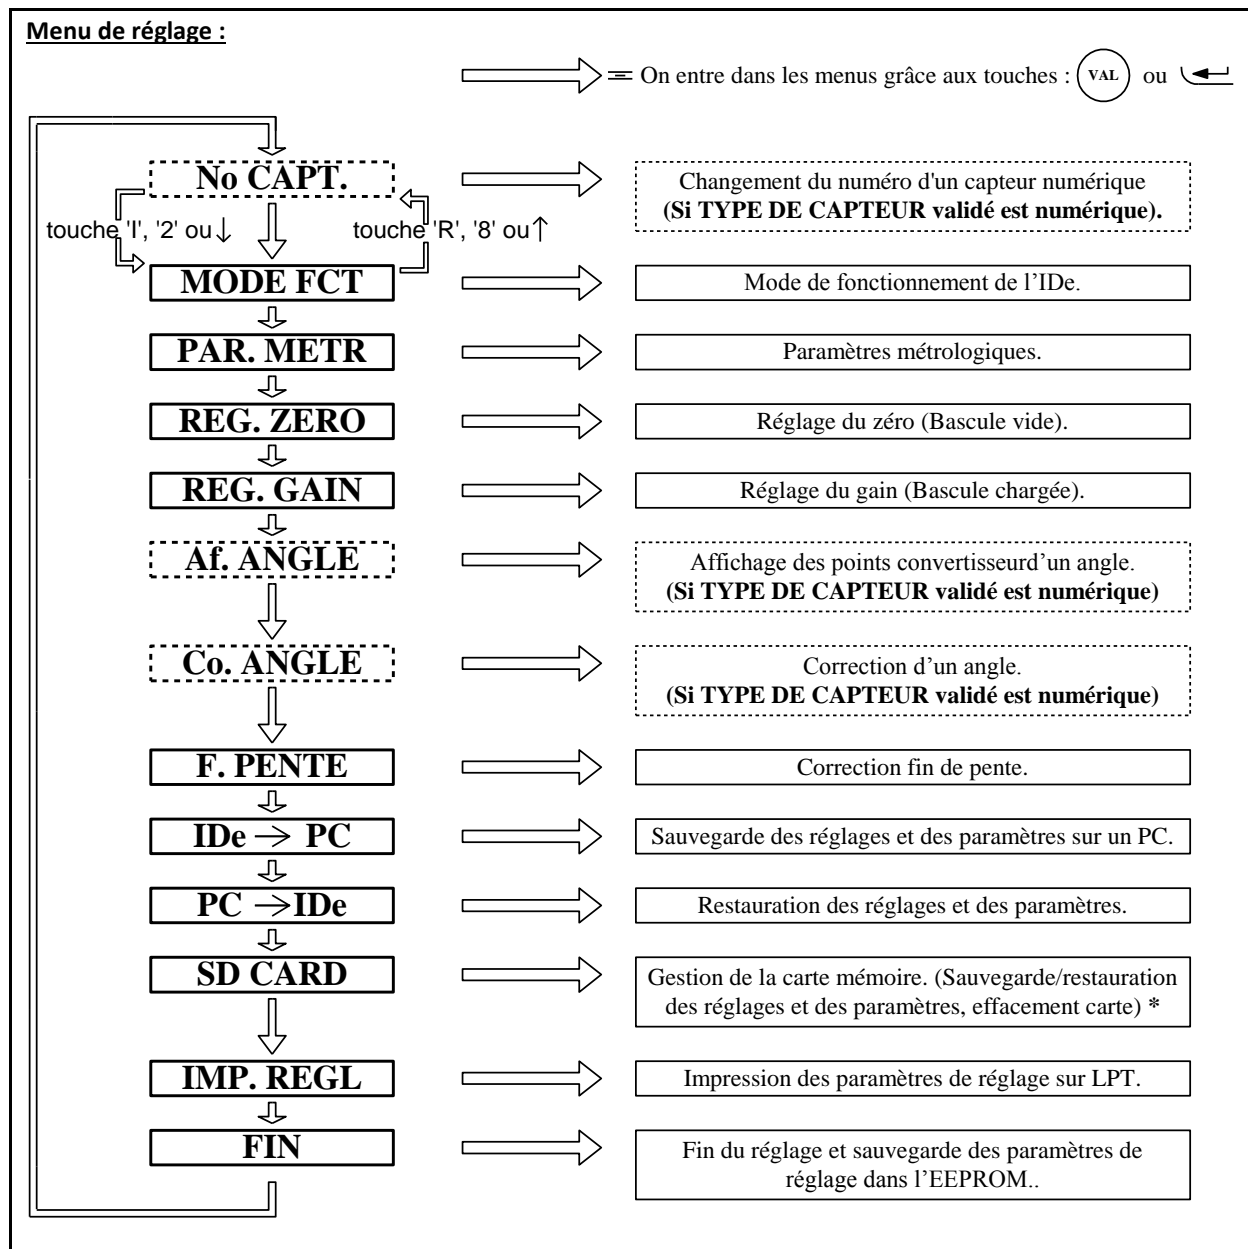 Menu de réglage :
On entre dans les menus grâce aux touches : VAL ou
No CAPT.
Changement du numéro d'un capteur numérique
(Si TYPE DE CAPTEUR validé est numérique).
touche 'I', '2' ou ↓
touche 'R', '8' ou ↑
MODE FCT
Mode de fonctionnement de l’IDe.
PAR. METR
Paramètres métrologiques.
REG. ZERO
Réglage du zéro (Bascule vide).
REG. GAIN
Réglage du gain (Bascule chargée).
Af. ANGLE
Affichage des points convertisseurd’un angle.
(Si TYPE DE CAPTEUR validé est numérique)
Co. ANGLE
Correction d’un angle.
(Si TYPE DE CAPTEUR validé est numérique)
F. PENTE
Correction fin de pente.
IDe → PC
Sauvegarde des réglages et des paramètres sur un PC.
PC →IDe
Restauration des réglages et des paramètres.
SD CARD
Gestion de la carte mémoire. (Sauvegarde/restauration
des réglages et des paramètres, effacement carte) *
IMP. REGL
Impression des paramètres de réglage sur LPT.
FIN
Fin du réglage et sauvegarde des paramètres de
réglage dans l’EEPROM..